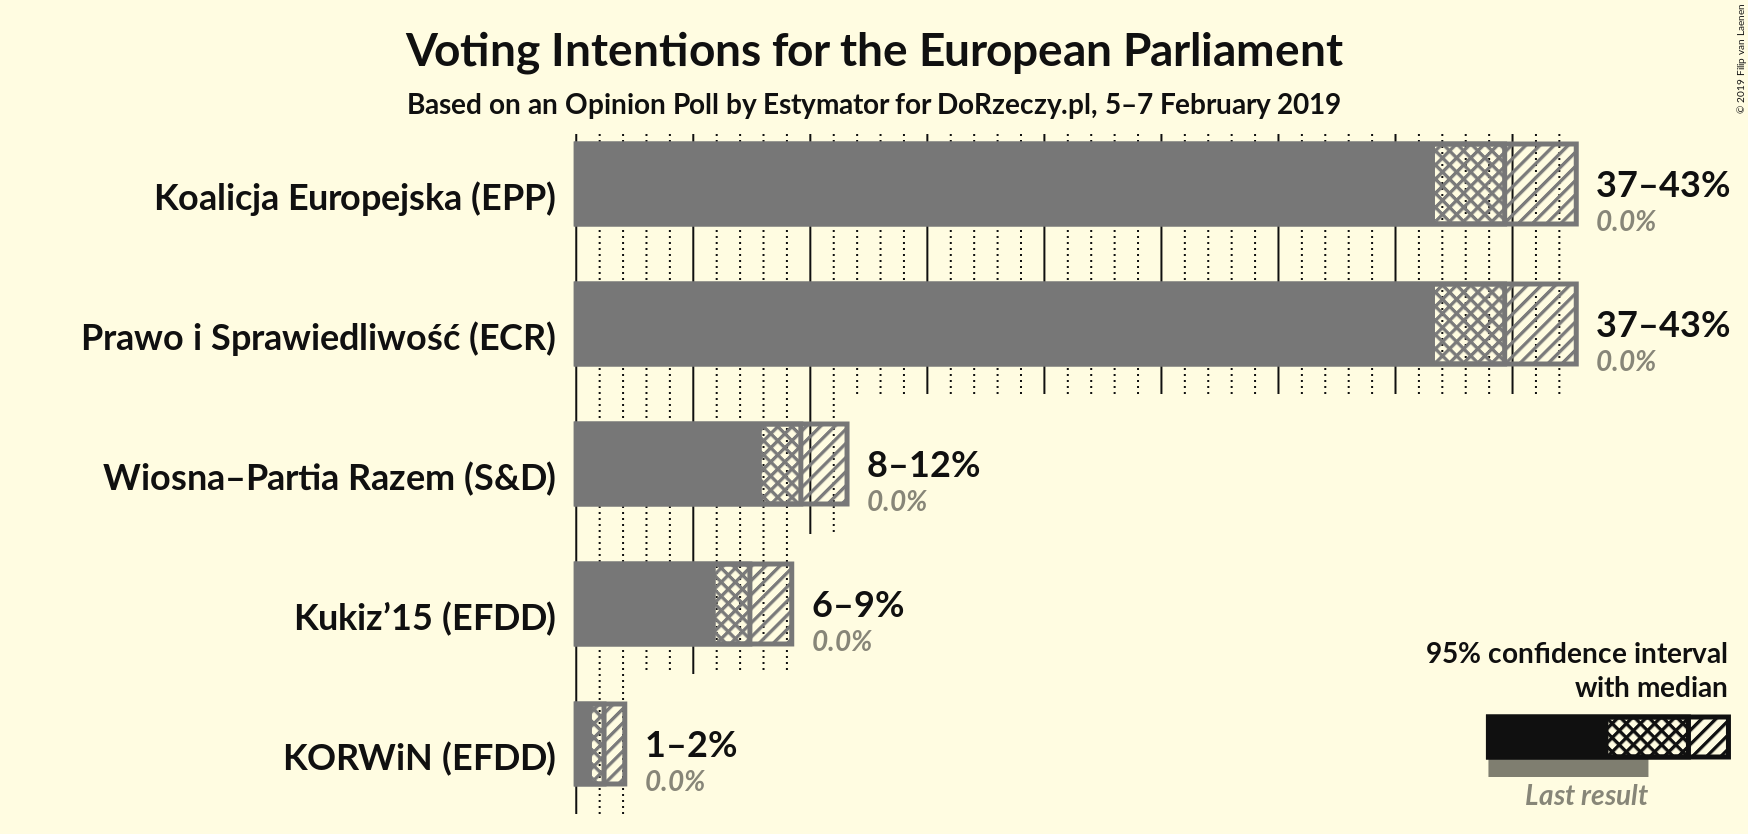 Voting Intentions for the European Parliament
Based on an Opinion Poll by Estymator for DoRzeczy.pl, 5–7 February 2019
© 2019 Filip van Laenen
Koalicja Europejska (EPP)
37–43%
0.0%
Prawo i Sprawiedliwość (ECR)
37–43%
0.0%
Wiosna–Partia Razem (S&D)
8–12%
0.0%
Kukiz’15 (EFDD)
6–9%
0.0%
KORWiN (EFDD)
1–2%
0.0%
95% confidence interval
with median
Last result